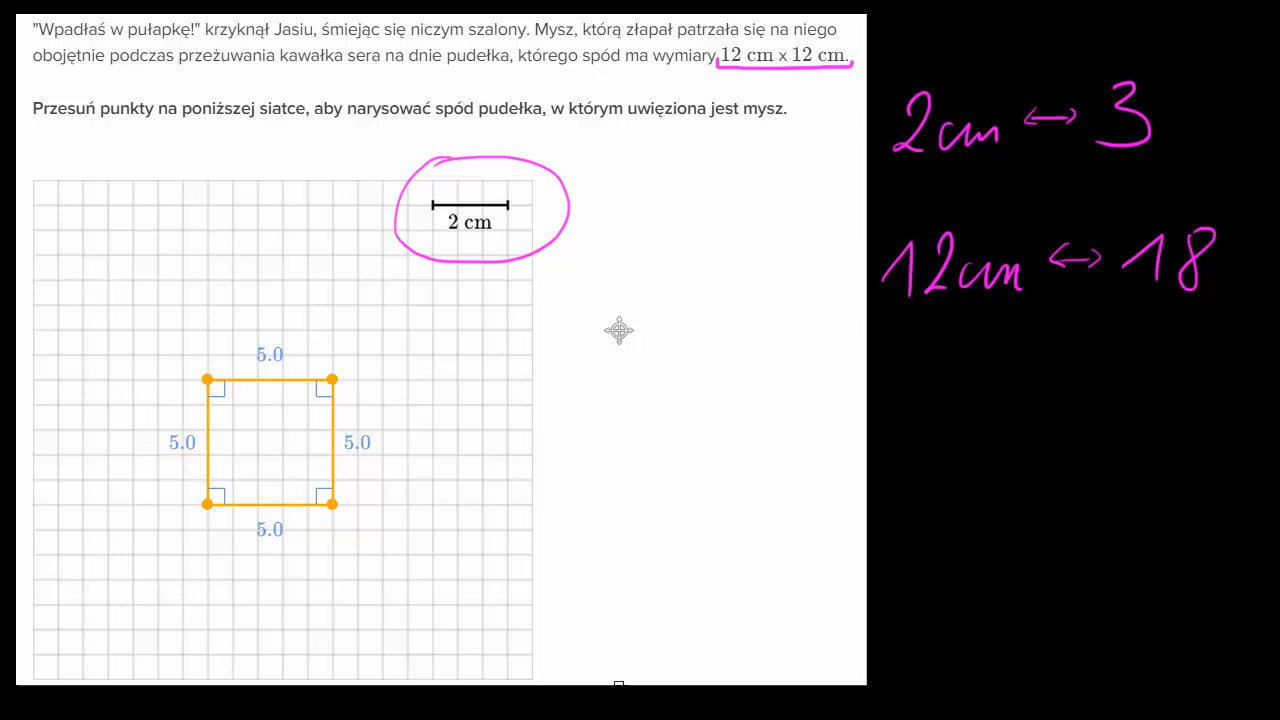 "Wpadłaś w pułapkę!" krzyknął Jasiu, śmiejąc się niczym szalony. Mysz, którą złapał patrzała się na niego
obojętnie podczas przeżuwania kawałka sera na dnie pudełka, którego spód ma wymiary 12 cm x 12 cm.
Przesuń punkty na poniższej siatce, aby narysować spód pudełka, w którym uwięziona jest mysz.
2cm ↔ 3
2 cm
12cm ↔ 18
5.0
5.0 5.0
5.0